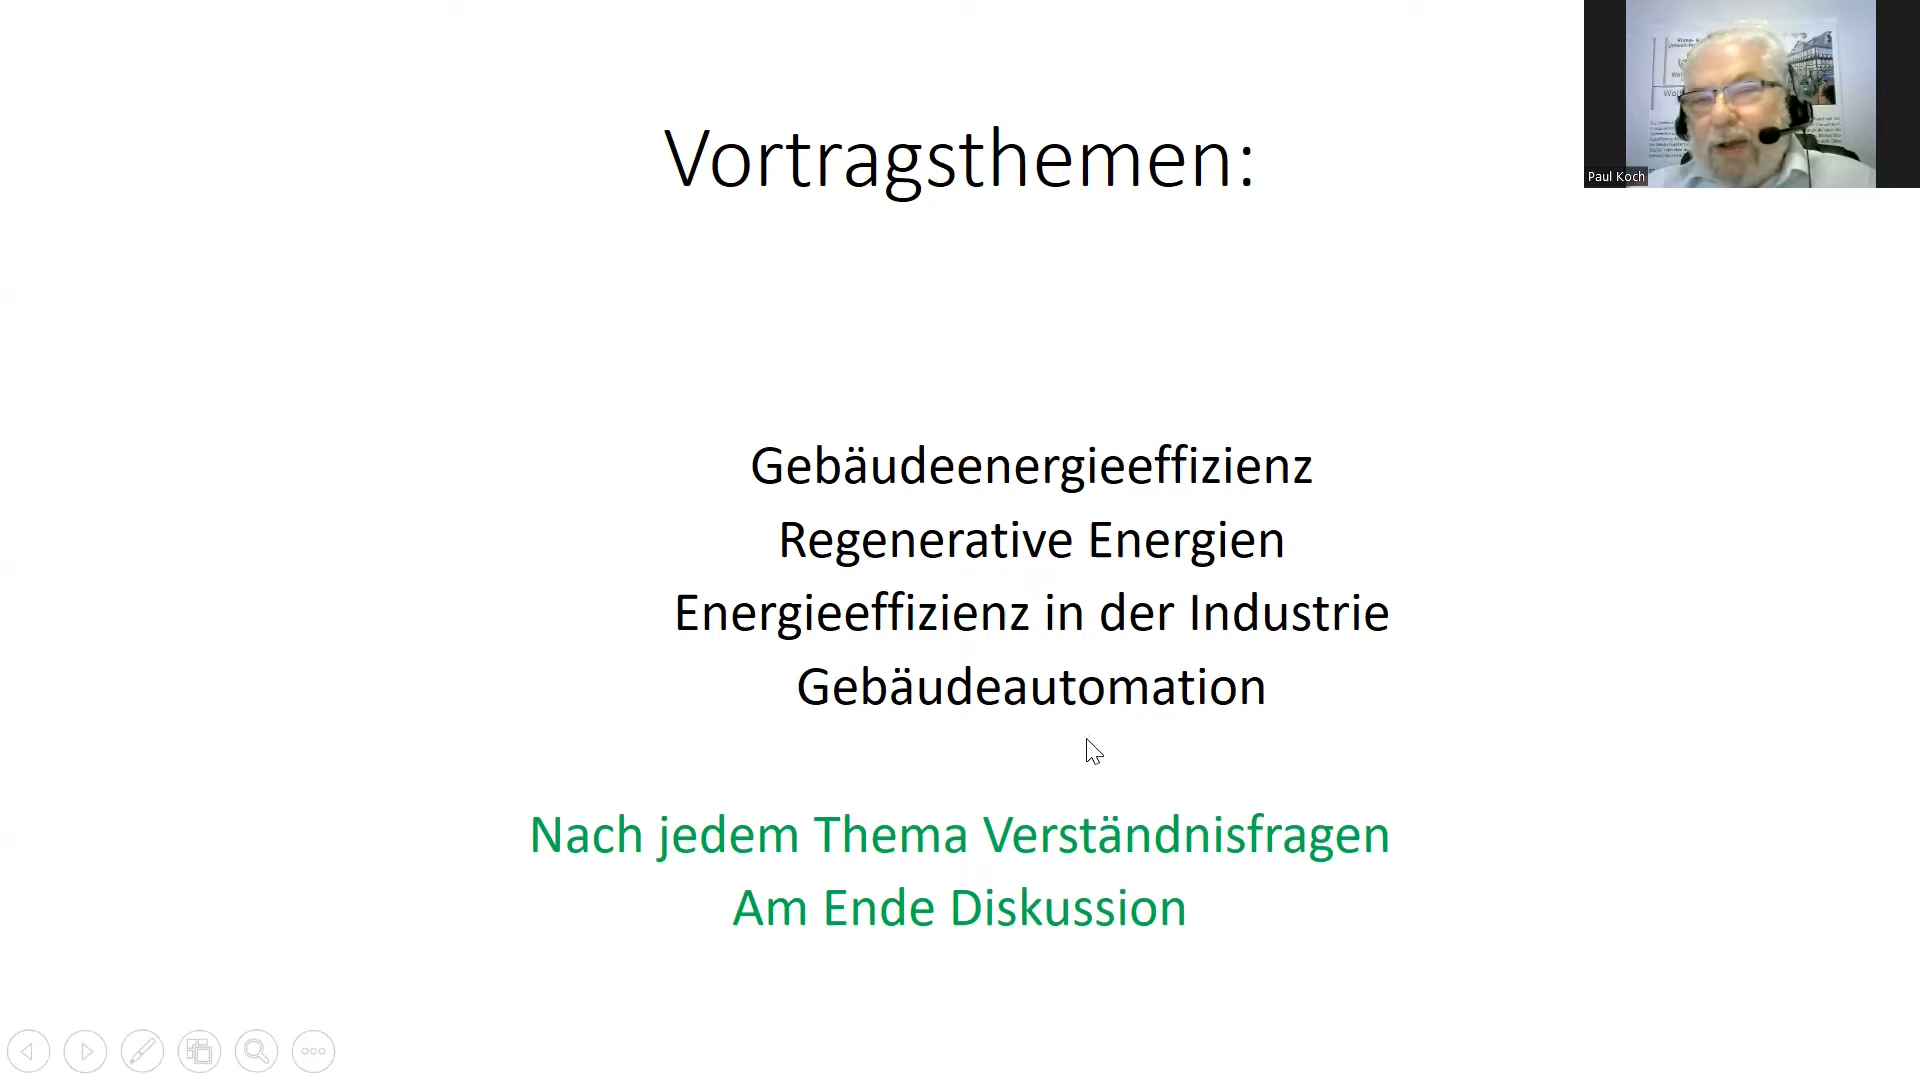 Vortragsthemen:
Gebäudeenergieeffizienz
Regenerative Energien
Energieeffizienz in der Industrie
Gebäudeautomation
Nach jedem Thema Verständnisfragen
Am Ende Diskussion
Paul Koch